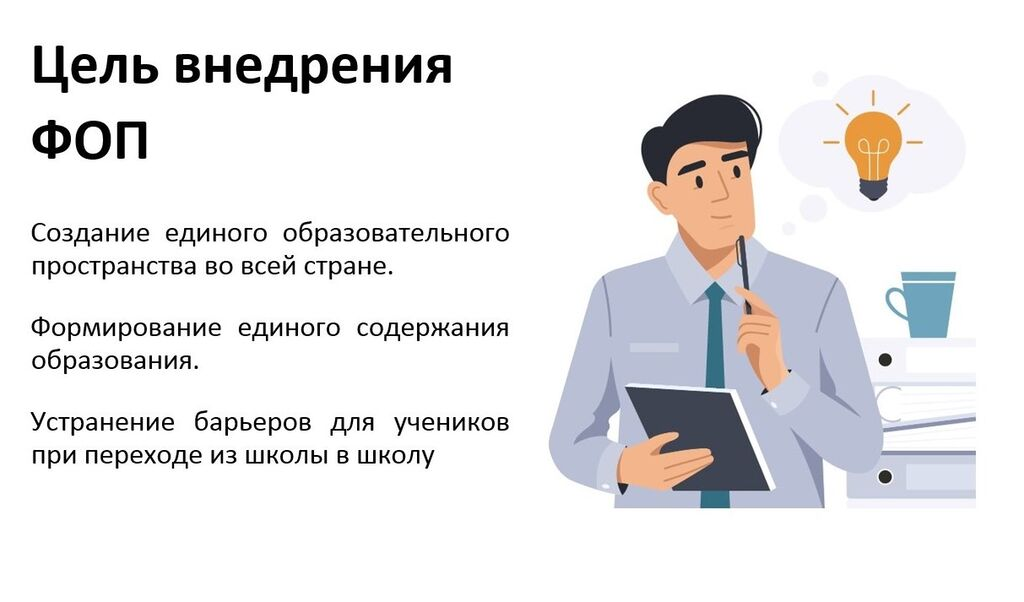 Цель внедрения
ФОП
Создание единого образовательного
пространства во всей стране.
Формирование единого содержания
образования.
Устранение барьеров для учеников
при переходе из школы в школу